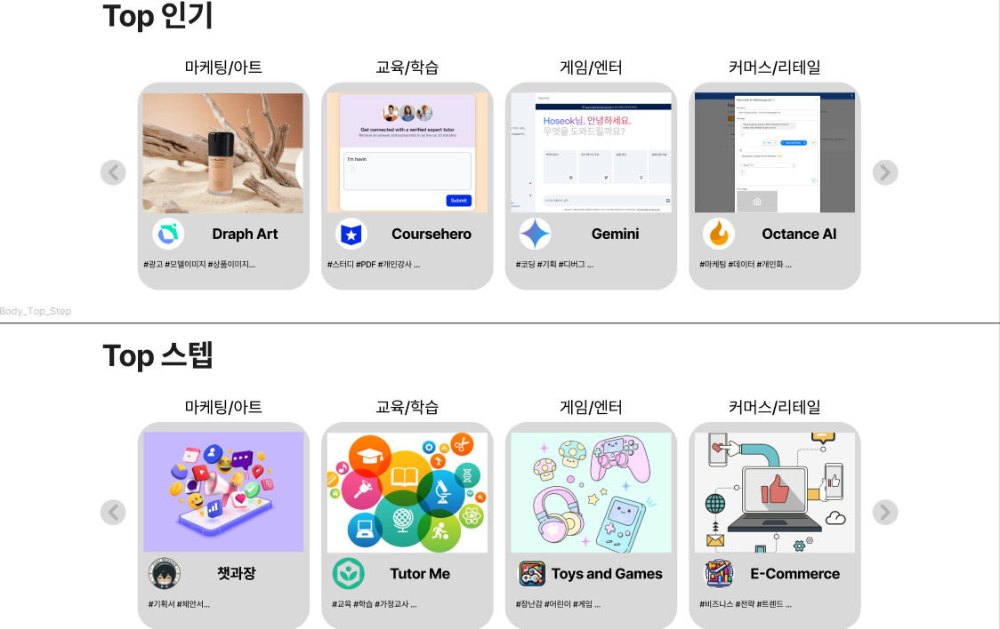 Top 인기
마케팅/아트
교육/학습
게임/엔터
커머스/리테일
Get connected with a verified expert tutor
Receive an answer and explanation in as few as 30 minutes
I'm havin
Submit
Hoseok님, 안녕하세요.
무엇을 도와드릴까요?
Draph Art
Coursehero
Gemini
Octance AI
#광고 #모델이미지 #상품이미지...
#스터디 #PDF #개인강사 ...
#코딩 #기획 #디버그 ...
#마케팅 #데이터 #개인화 ...
Body_Top_Step
Top 스텝
마케팅/아트
교육/학습
게임/엔터
커머스/리테일
챗과장
Tutor Me
Toys and Games
E-Commerce
#기획서 #제안서...
#교육 #학습 #가정교사 ...
#장난감 #어린이 #게임 ...
#비즈니스 #전략 #트렌드 ...